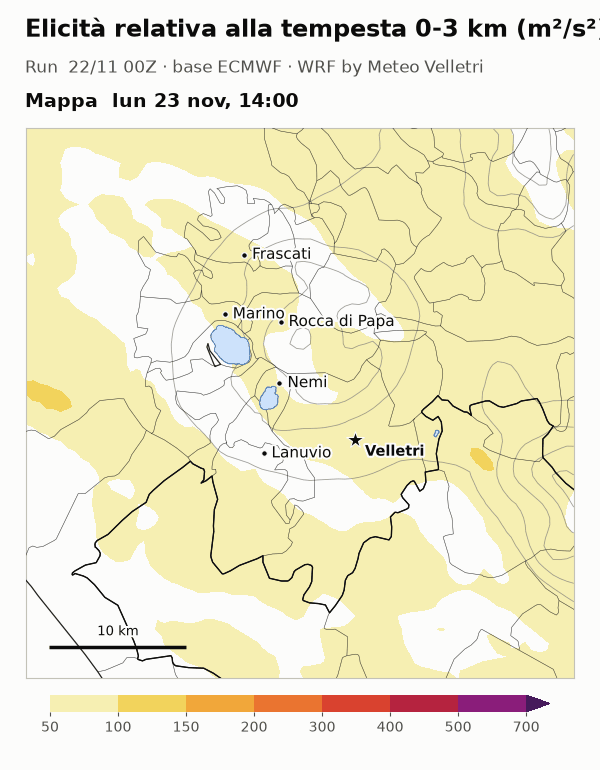 Elicità relativa alla tempesta 0-3 km (m²/s²)
Run  22/11 00Z · base ECMWF · WRF by Meteo Velletri
Mappa  lun 23 nov, 14:00
Frascati
Marino
Rocca di Papa
Nemi
Velletri
Lanuvio
10 km
50 100 150 200 300 400 500 700